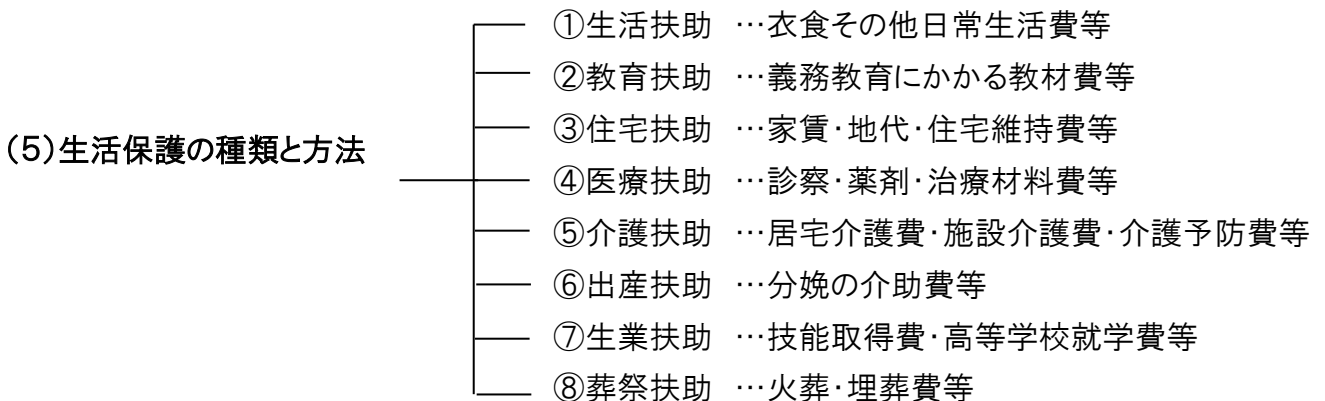 (5)生活保護の種類と方法
①生活扶助 …衣食その他日常生活費等
②教育扶助 …義務教育にかかる教材費等
③住宅扶助 …家賃・地代・住宅維持費等
④医療扶助 …診察・薬剤・治療材料費等
⑤介護扶助 …居宅介護費・施設介護費・介護予防費等
⑥出産扶助 …分娩の介助費等
⑦生業扶助 …技能取得費・高等学校就学費等
⑧葬祭扶助 …火葬・埋葬費等